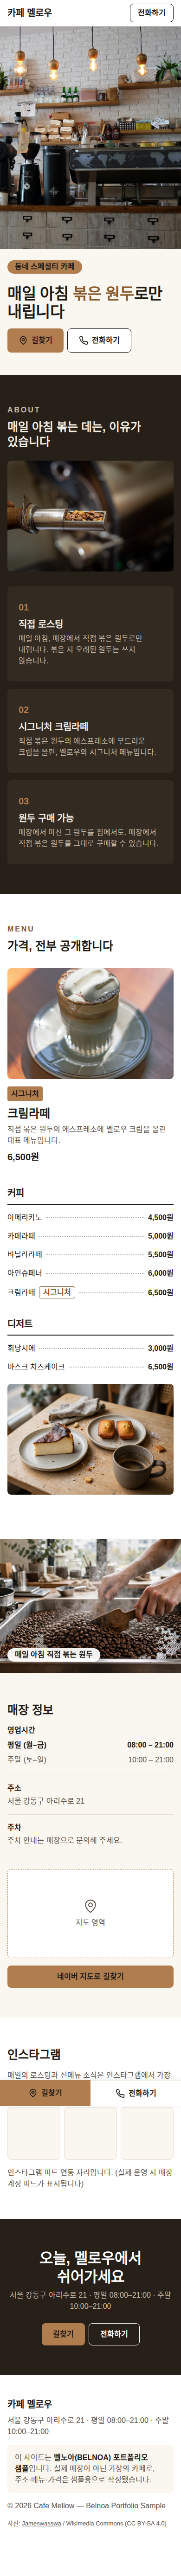 카페 멜로우
전화하기
동네 스페셜티 카페
매일 아침 볶은 원두로만
내립니다
길찾기
전화하기
ABOUT
매일 아침 볶는 데는, 이유가
있습니다
01
직접 로스팅
매일 아침, 매장에서 직접 볶은 원두로만
내립니다. 볶은 지 오래된 원두는 쓰지
않습니다.
02
시그니처 크림라떼
직접 볶은 원두의 에스프레소에 부드러운
크림을 올린, 멜로우의 시그니처 메뉴입니다.
03
원두 구매 가능
매장에서 마신 그 원두를 집에서도. 매장에서
직접 볶은 원두를 그대로 구매할 수 있습니다.
MENU
가격, 전부 공개합니다
시그니처
크림라떼
직접 볶은 원두의 에스프레소에 멜로우 크림을 올린
대표 메뉴입니다.
6,500원
커피
아메리카노 4,500원
카페라떼 5,000원
바닐라라떼 5,500원
아인슈페너 6,000원
크림라떼 시그니처 6,500원
디저트
휘낭시에 3,000원
바스크 치즈케이크 6,500원
매일 아침 직접 볶는 원두
매장 정보
영업시간
평일 (월–금) 08:00 – 21:00
주말 (토–일) 10:00 – 21:00
주소
서울 강동구 아리수로 21
주차
주차 안내는 매장으로 문의해 주세요.
지도 영역
네이버 지도로 길찾기
인스타그램
매일의 로스팅과 신메뉴 소식은 인스타그램에서 가장
길찾기
전화하기
인스타그램 피드 연동 자리입니다. (실제 운영 시 매장
계정 피드가 표시됩니다)
오늘, 멜로우에서
쉬어가세요
서울 강동구 아리수로 21 · 평일 08:00–21:00 · 주말
10:00–21:00
길찾기
전화하기
카페 멜로우
서울 강동구 아리수로 21 · 평일 08:00–21:00 · 주말
10:00–21:00
이 사이트는 벨노아(BELNOA) 포트폴리오
샘플입니다. 실제 매장이 아닌 가상의 카페로,
주소·메뉴·가격은 샘플용으로 작성됐습니다.
© 2026 Cafe Mellow — Belnoa Portfolio Sample
사진: Jameswasswa / Wikimedia Commons (CC BY-SA 4.0)